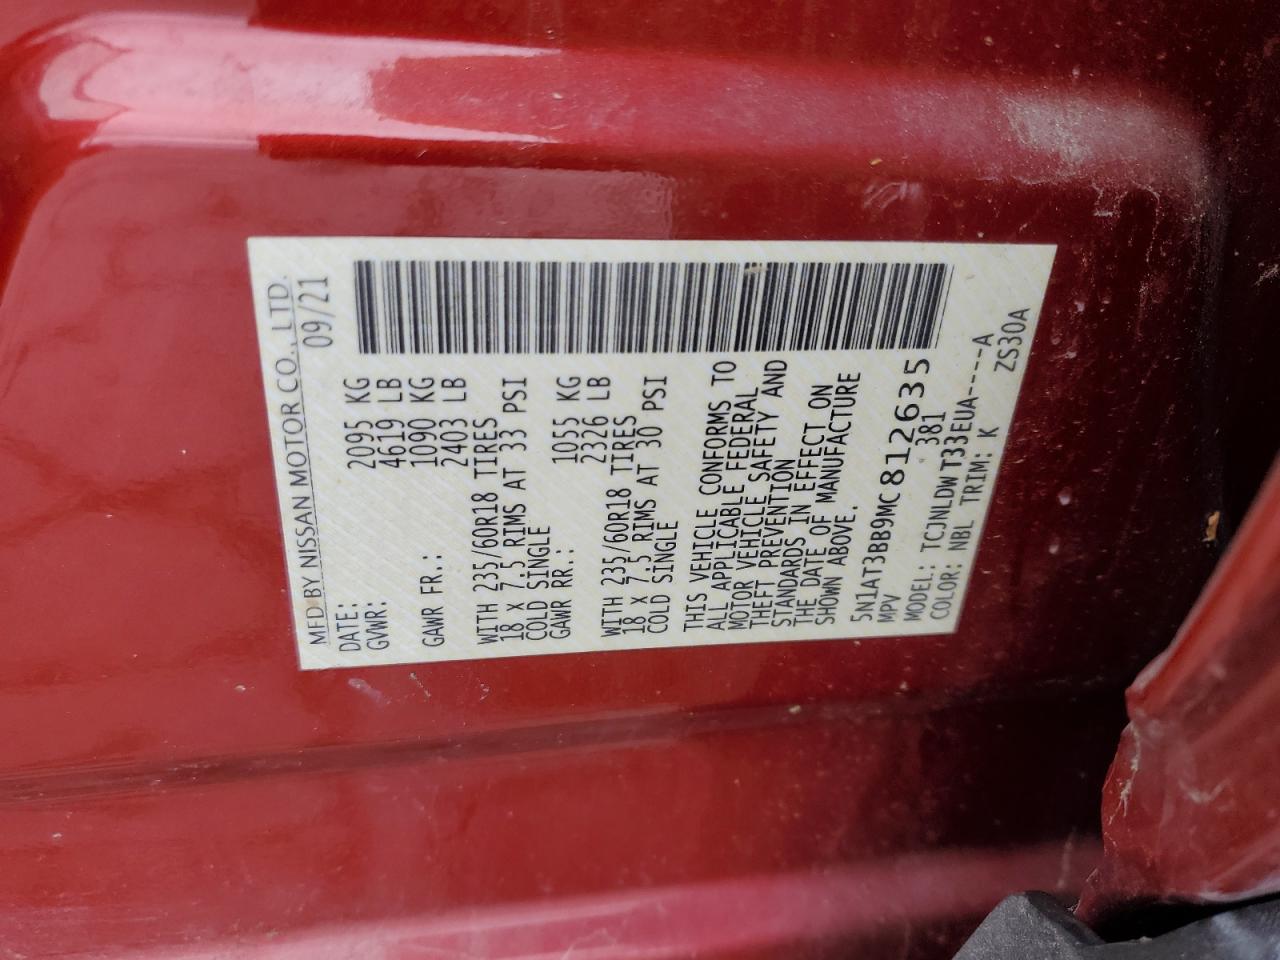 MFD BY NISSAN MOTOR CO., LTD.
DATE: 09/21
GVWR: 2095 KG
4619 LB
GAWR FR.: 1090 KG
2403 LB
WITH 235/60R18 TIRES
18 x 7.5 RIMS AT 33 PSI
COLD SINGLE
GAWR RR.: 1055 KG
2326 LB
WITH 235/60R18 TIRES
18 x 7.5 RIMS AT 30 PSI
COLD SINGLE
THIS VEHICLE CONFORMS TO
ALL APPLICABLE FEDERAL
MOTOR VEHICLE SAFETY AND
THEFT PREVENTION
STANDARDS IN EFFECT ON
THE DATE OF MANUFACTURE
SHOWN ABOVE.
5N1AT3BB9MC812635
MPV 381
MODEL: TCJNLDWT33EUA----A
COLOR: NBL TRIM: K ZS30A